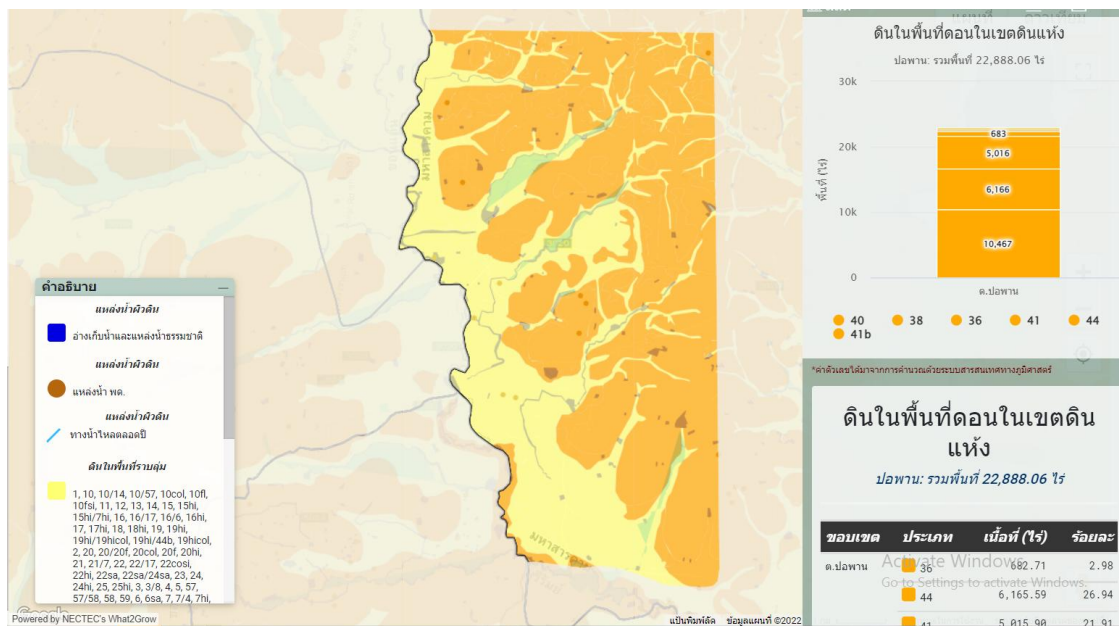 มหาสารคาม
มหาสารคาม
คำอธิบาย
แหล่งน้ำผิวดิน
อ่างเก็บน้ำและแหล่งน้ำธรรมชาติ
แหล่งน้ำผิวดิน
แหล่งน้ำ พด.
แหล่งน้ำผิวดิน
ทางน้ำไหลตลอดปี
ดินในพื้นที่ราบลุ่ม
1, 10, 10/14, 10/57, 10col, 10fl,
10fsi, 11, 12, 13, 14, 15, 15hi,
15hi/7hi, 16, 16/17, 16/6, 16hi,
17, 17hi, 18, 18hi, 19, 19hi,
19hi/19hicol, 19hi/44b, 19hicol,
2, 20, 20/20f, 20col, 20f, 20hi,
21, 21/7, 22, 22/17, 22cosi,
22hi, 22sa, 22sa/24sa, 23, 24,
24hi, 25, 25hi, 3, 3/8, 4, 5, 57,
57/58, 58, 59, 6, 6sa, 7, 7/4, 7hi,
Powered by NECTEC's What2Grow
แป้นพิมพ์ลัด ข้อมูลแผนที่ ©2022
ดินในพื้นที่ดอนในเขตดินแห้ง
ปอพาน: รวมพื้นที่ 22,888.06 ไร่
พื้นที่ (ไร่)
30k
20k
10k
0
683
5,016
6,166
10,467
ต.ปอพาน
40 38 36 41 44
41b
*ค่าตัวเลขได้มาจากการคำนวณด้วยระบบสารสนเทศทางภูมิศาสตร์
ดินในพื้นที่ดอนในเขตดิน
แห้ง
ปอพาน: รวมพื้นที่ 22,888.06 ไร่
ขอบเขต ประเภท เนื้อที่ (ไร่) ร้อยละ
ต.ปอพาน 36 682.71 2.98
Activate Windows
Go to Settings to activate Windows.
44 6,165.59 26.94
41 5,015.90 21.91